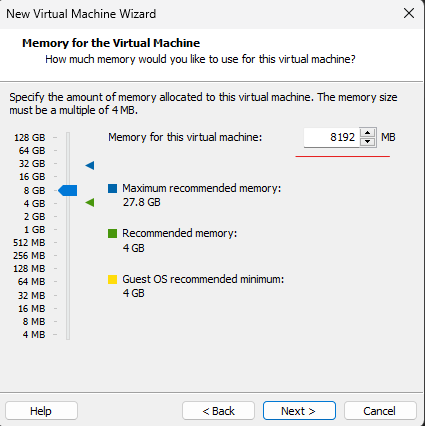 New Virtual Machine Wizard
Memory for the Virtual Machine
How much memory would you like to use for this virtual machine?
Specify the amount of memory allocated to this virtual machine. The memory size
must be a multiple of 4 MB.
Memory for this virtual machine: 8192 MB
128 GB
64 GB
32 GB
16 GB
8 GB
4 GB
2 GB
1 GB
512 MB
256 MB
128 MB
64 MB
32 MB
16 MB
8 MB
4 MB
Maximum recommended memory:
27.8 GB
Recommended memory:
4 GB
Guest OS recommended minimum:
4 GB
Help
< Back
Next >
Cancel